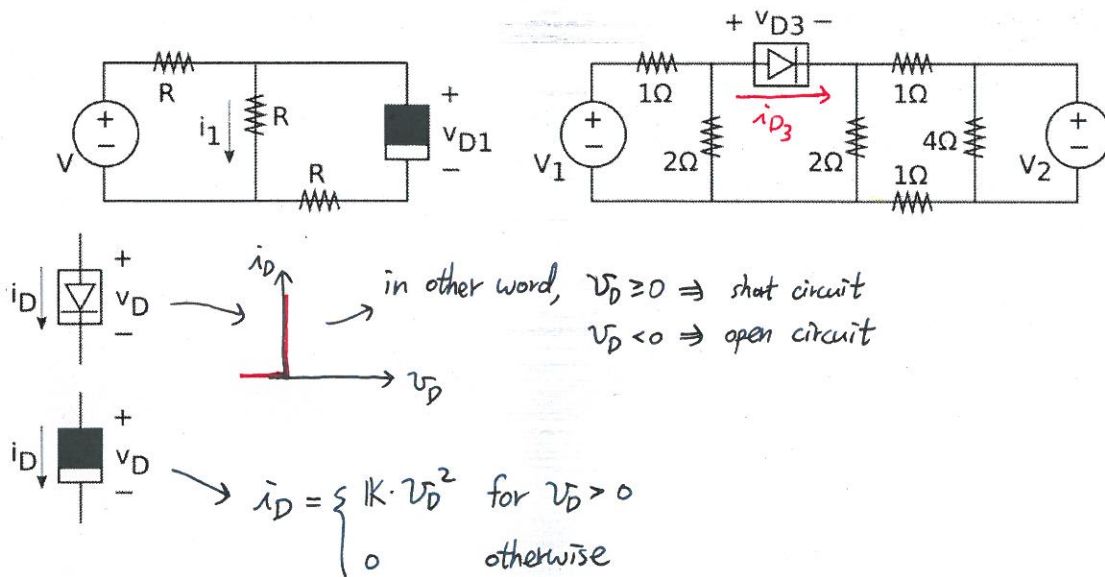 R
i1
R
V
R
+
vD1
−
+
−
+ vD3 −
1Ω
iD3
1Ω
+
−
V1
2Ω
2Ω
4Ω
1Ω
+
−
V2
iD
+
vD
−
iD
vD
in other word, vD ≥ 0 ⇒ short circuit
vD < 0 ⇒ open circuit
iD
+
vD
−
iD = { K · vD² for vD > 0
0 otherwise